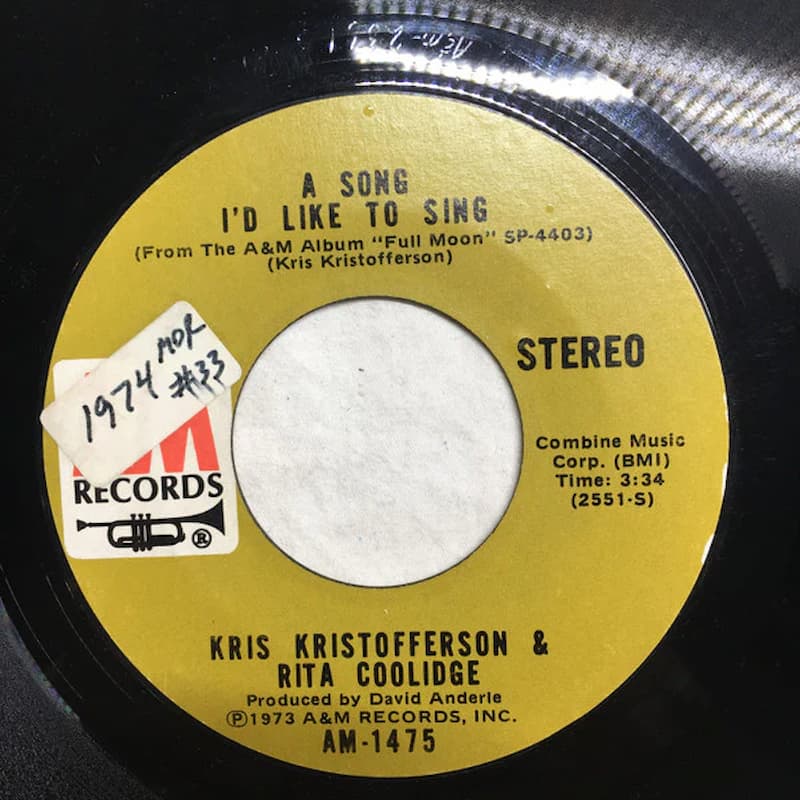 A SONG
I'D LIKE TO SING
(From The A&M Album "Full Moon" SP-4403)
(Kris Kristofferson)
STEREO
1974 MOR
#33
M
RECORDS
®
Combine Music
Corp. (BMI)
Time: 3:34
(2551-S)
KRIS KRISTOFFERSON &
RITA COOLIDGE
Produced by David Anderle
Ⓟ1973 A&M RECORDS, INC.
AM-1475